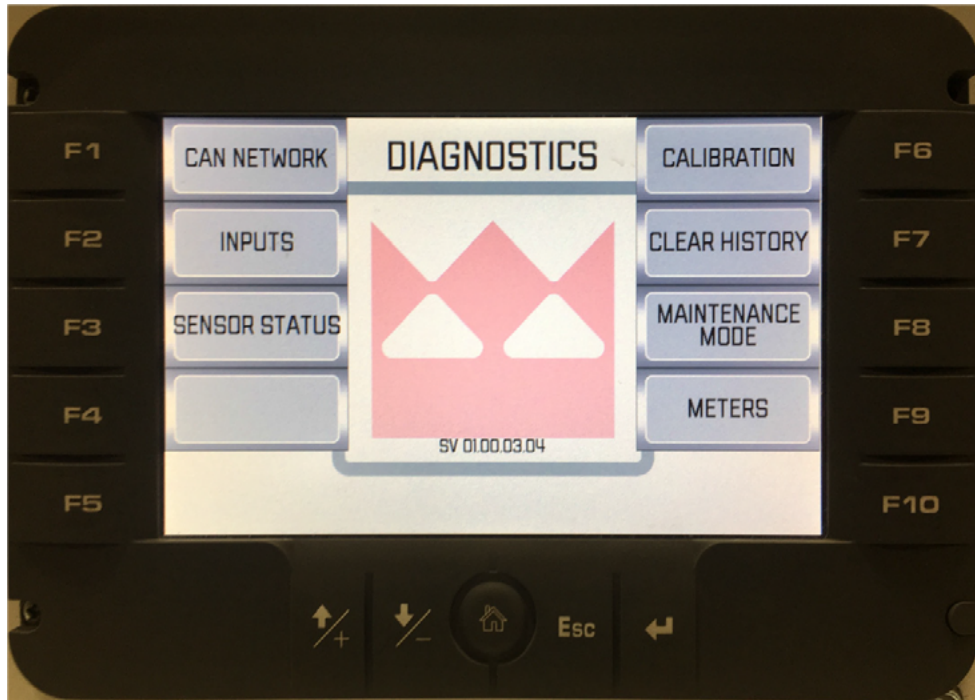 F1
CAN NETWORK
DIAGNOSTICS
CALIBRATION
F6
F2
INPUTS
CLEAR HISTORY
F7
F3
SENSOR STATUS
MAINTENANCE
MODE
F8
F4
METERS
F9
SV 01.00.03.04
F5
F10
+
-
Esc